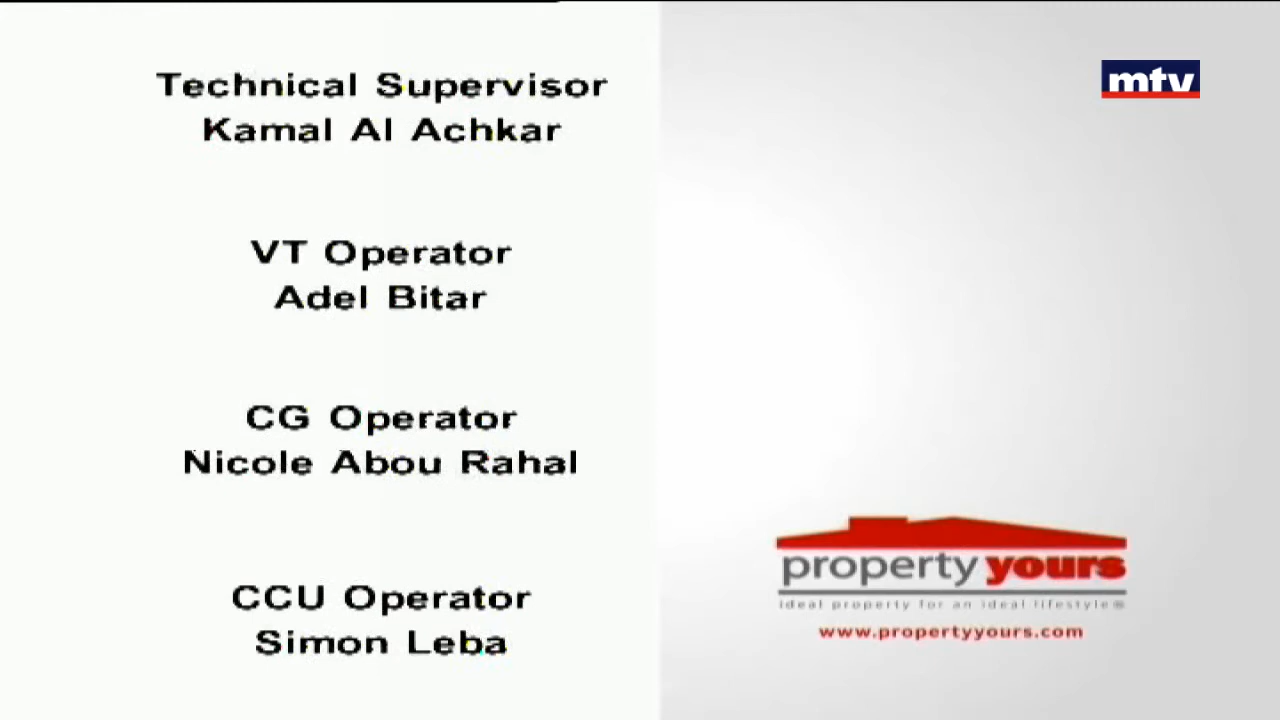 Technical Supervisor
Kamal Al Achkar
VT Operator
Adel Bitar
CG Operator
Nicole Abou Rahal
CCU Operator
Simon Leba
mtv
property yours
ideal property for an ideal lifestyle®
www.propertyyours.com